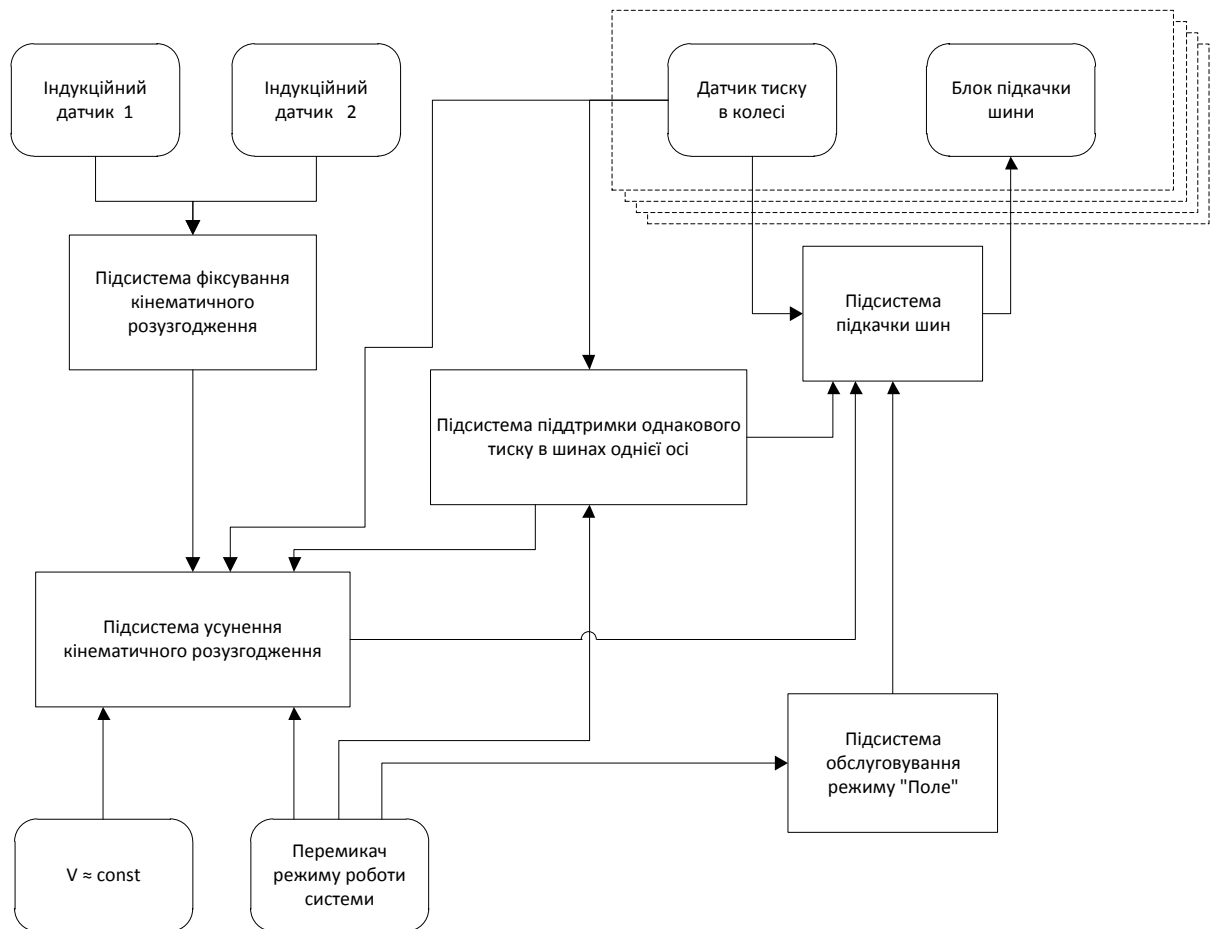 Індукційний
датчик 1
Індукційний
датчик 2
Датчик тиску
в колесі
Блок підкачки
шини
Підсистема фіксування
кінематичного
розузгодження
Підсистема
підкачки шин
Підсистема піддтримки однакового
тиску в шинах однієї осі
Підсистема усунення
кінематичного розузгодження
Підсистема
обслуговування
режиму "Поле"
V ≈ const
Перемикач
режиму роботи
системи